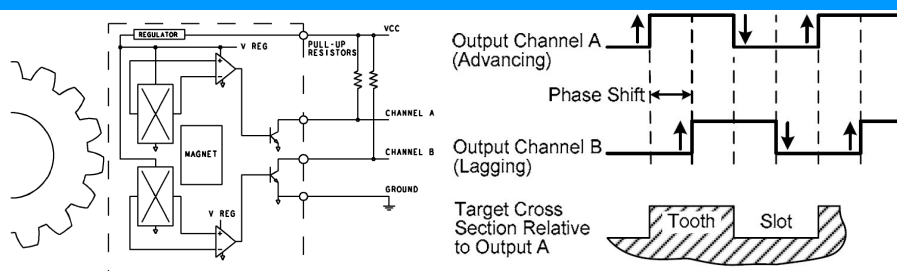 REGULATOR
V REG
VCC
PULL-UP
RESISTORS
CHANNEL A
MAGNET
CHANNEL B
GROUND
V REG
Output Channel A
(Advancing)
Phase Shift
Output Channel B
(Lagging)
Target Cross
Section Relative
to Output A
Tooth
Slot